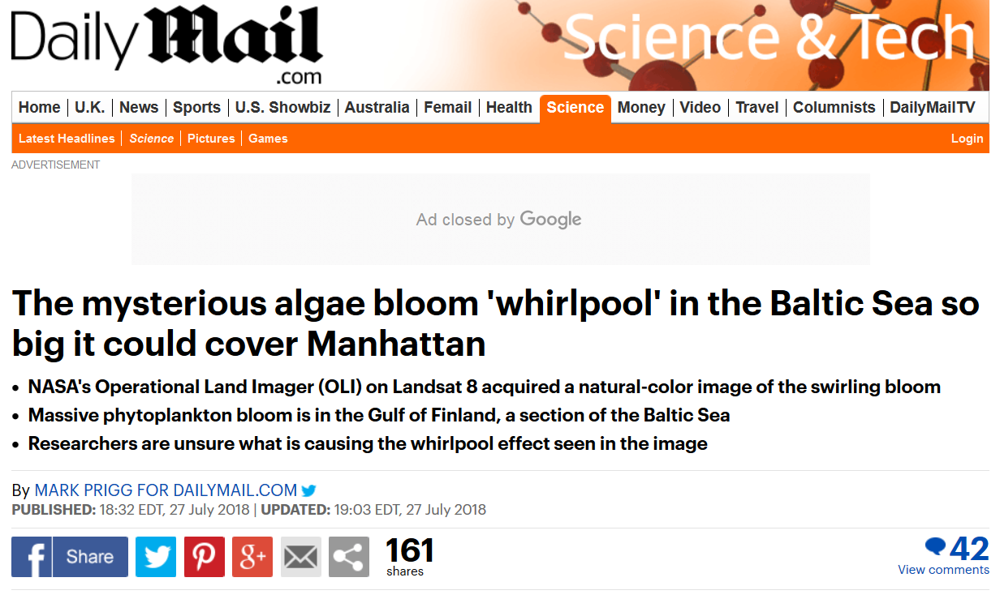 Daily Mail
.com
Science & Tech
Home U.K. News Sports U.S. Showbiz Australia Femail Health Science Money Video Travel Columnists DailyMailTV
Latest Headlines Science Pictures Games Login
ADVERTISEMENT
Ad closed by Google
The mysterious algae bloom 'whirlpool' in the Baltic Sea so
big it could cover Manhattan
• NASA's Operational Land Imager (OLI) on Landsat 8 acquired a natural-color image of the swirling bloom
• Massive phytoplankton bloom is in the Gulf of Finland, a section of the Baltic Sea
• Researchers are unsure what is causing the whirlpool effect seen in the image
By MARK PRIGG FOR DAILYMAIL.COM
PUBLISHED: 18:32 EDT, 27 July 2018 | UPDATED: 19:03 EDT, 27 July 2018
f Share g+ 161 42
shares View comments